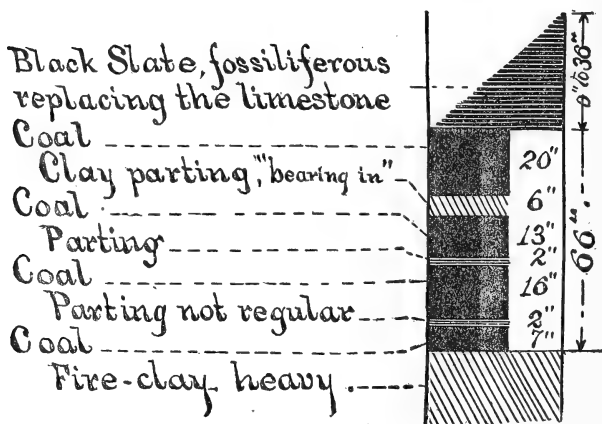 Black Slate, fossiliferous
replacing the limestone
Coal
Clay parting, "bearing in"
Coal
Parting
Coal
Parting not regular
Coal
Fire-clay heavy.
0" to 30"
20"
6"
13"
2"
16"
2"
7"
66".